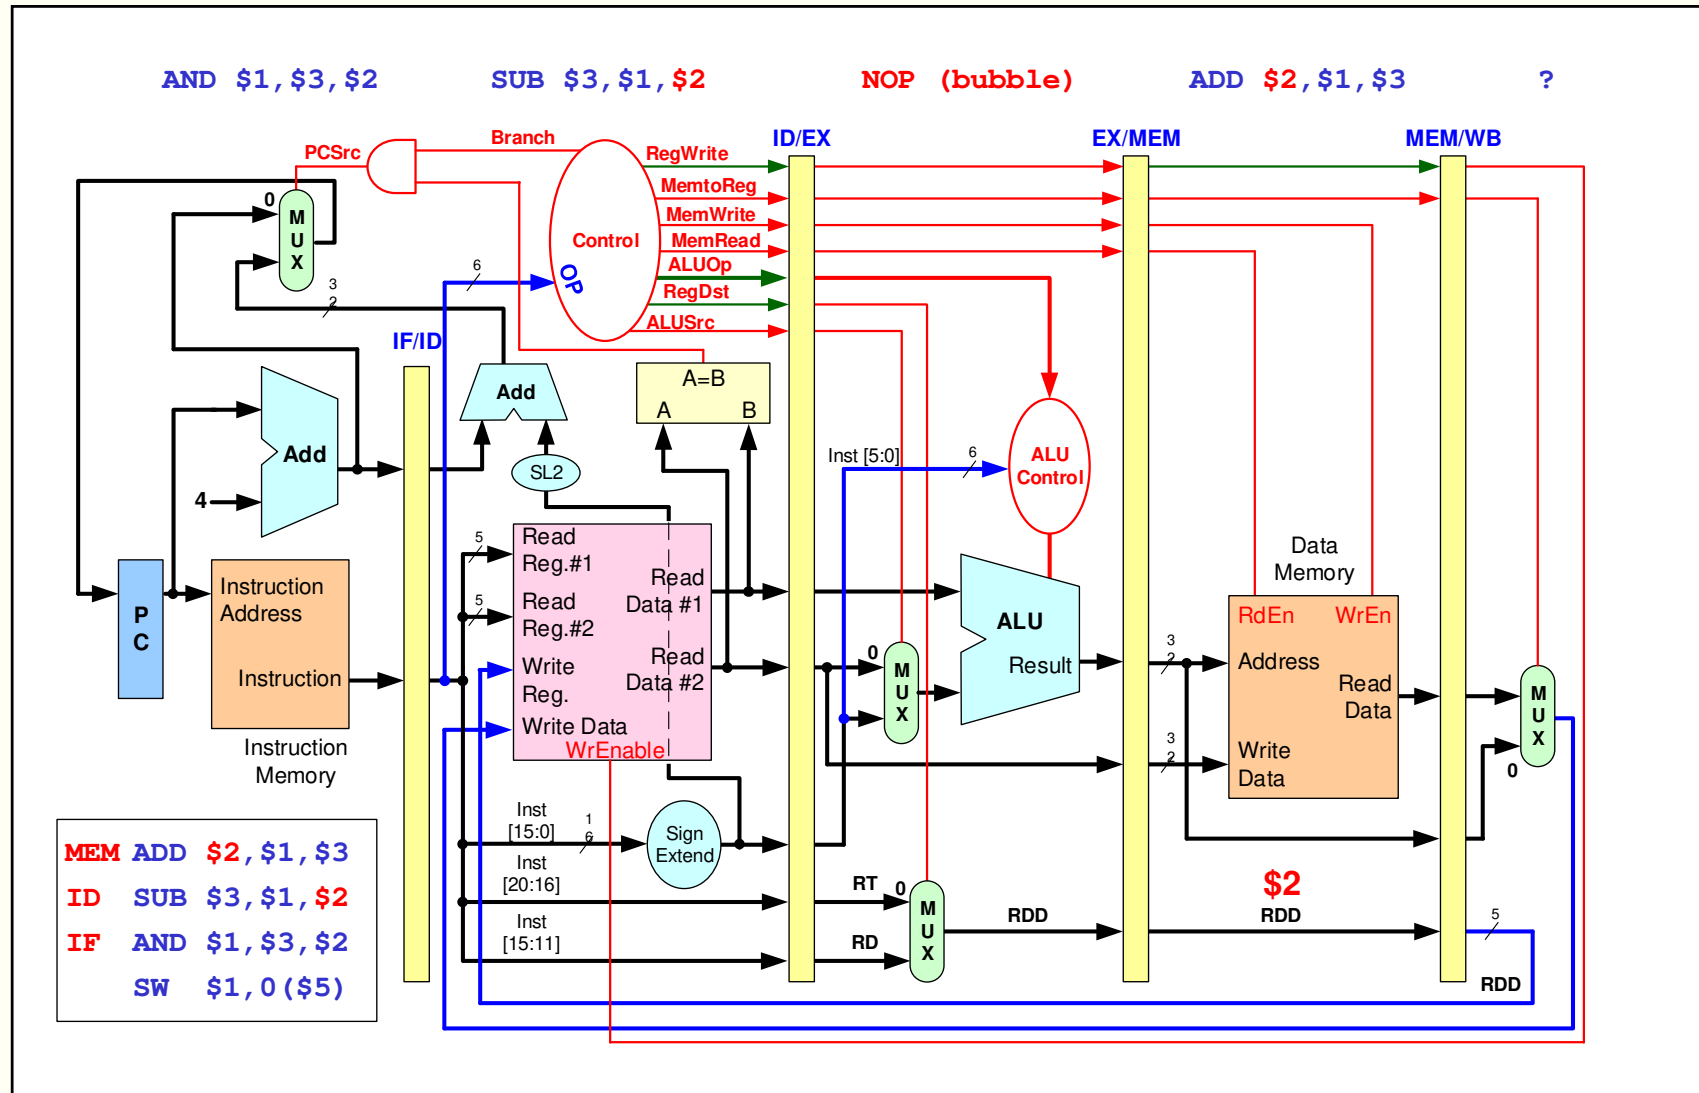 AND $1,$3,$2
SUB $3,$1,$2
NOP (bubble)
ADD $2,$1,$3
?
ID/EX
EX/MEM
MEM/WB
PCSrc
Branch
RegWrite
MemtoReg
MemWrite
MemRead
ALUOp
RegDst
ALUSrc
Control
OP
0
M
U
X
6
3
2
IF/ID
Add
A=B
A
B
Add
SL2
4
Inst [5:0]
6
ALU
Control
P
C
Instruction
Address
Instruction
Instruction
Memory
5
Read
Reg.#1
5
Read
Reg.#2
Write
Reg.
Write Data
WrEnable
Read
Data #1
Read
Data #2
0
M
U
X
ALU
Result
Data
Memory
RdEn
WrEn
3
2
Address
Read
Data
3
2
Write
Data
M
U
X
0
Inst
[15:0]
1
6
Sign
Extend
Inst
[20:16]
RT
0
Inst
[15:11]
RD
M
U
X
RDD
$2
RDD
5
RDD
MEM ADD $2,$1,$3
ID SUB $3,$1,$2
IF AND $1,$3,$2
SW $1,0($5)